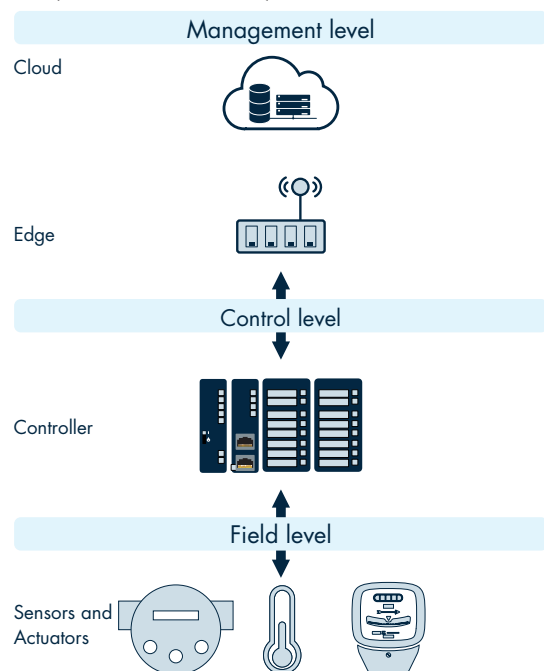 Management level
Cloud
Edge
Control level
Controller
Field level
Sensors and
Actuators